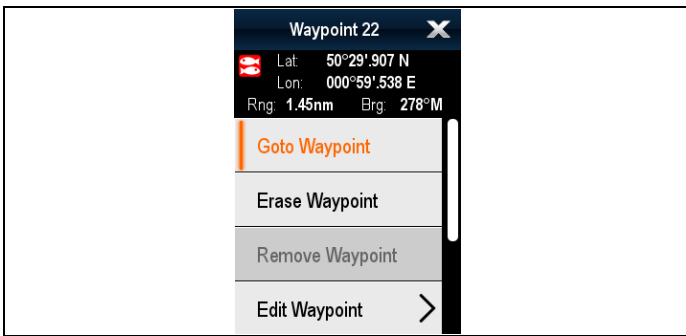 Waypoint 22
Lat: 50°29'.907 N
Lon: 000°59'.538 E
Rng: 1.45nm Brg: 278°M
Goto Waypoint
Erase Waypoint
Remove Waypoint
Edit Waypoint